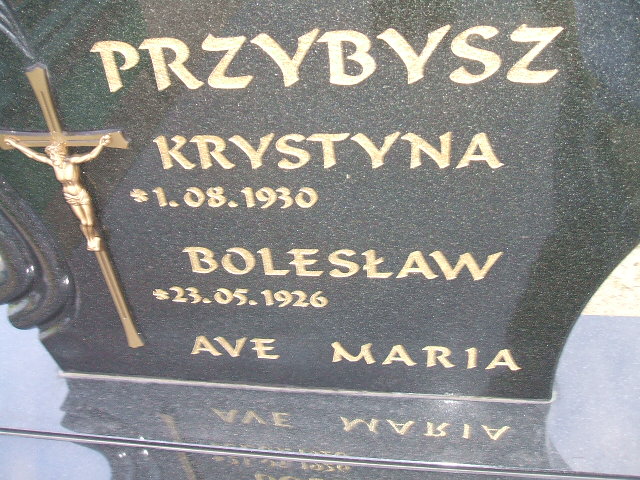 PRZYBYSZ
KRYSTYNA
*1.08.1930
BOLESŁAW
*23.05.1926
AVE MARIA